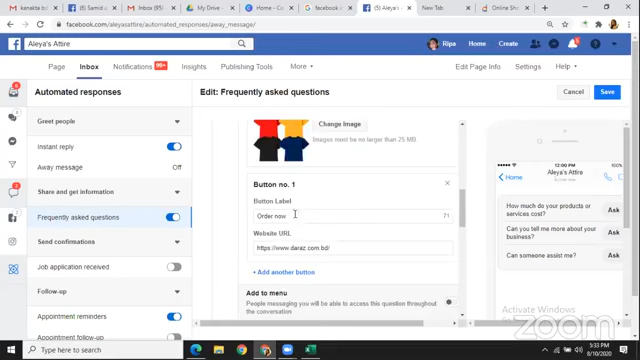 kanakta b
(8) Samid a
Inbox (95)
My Drive -
Home - Ca
google in
(5) Aleya's
New Tab
Online Sho
facebook.com/aleyasattire/automated_responses/away_message/
Aleya's Attire
Ripa
Home
Create
5
Page
Inbox
Notifications
99+
Insights
Publishing Tools
More
Edit Page Info
Settings
Help
Automated responses
Edit: Frequently asked questions
Cancel
Save
Greet people
Instant reply
Away message
Off
Share and get information
Frequently asked questions
Send confirmations
Job application received
Follow-up
Appointment reminders
Appointment follow-up
Change Image
Images must be no larger than 25 MB.
Button no. 1
Button Label
Order now
71
Website URL
https://www.daraz.com.bd/
+ Add another button
Add to menu
People messaging you will be able to access this question throughout
the conversation
12:00 PM
100%
Home
Aleya's Attire
How much do your products or
services cost?
Ask
Can you tell me more about your
business?
Ask
Can someone assist me?
Ask
Activate Windows
zoom
Type here to search
5:33 PM
8/10/2020